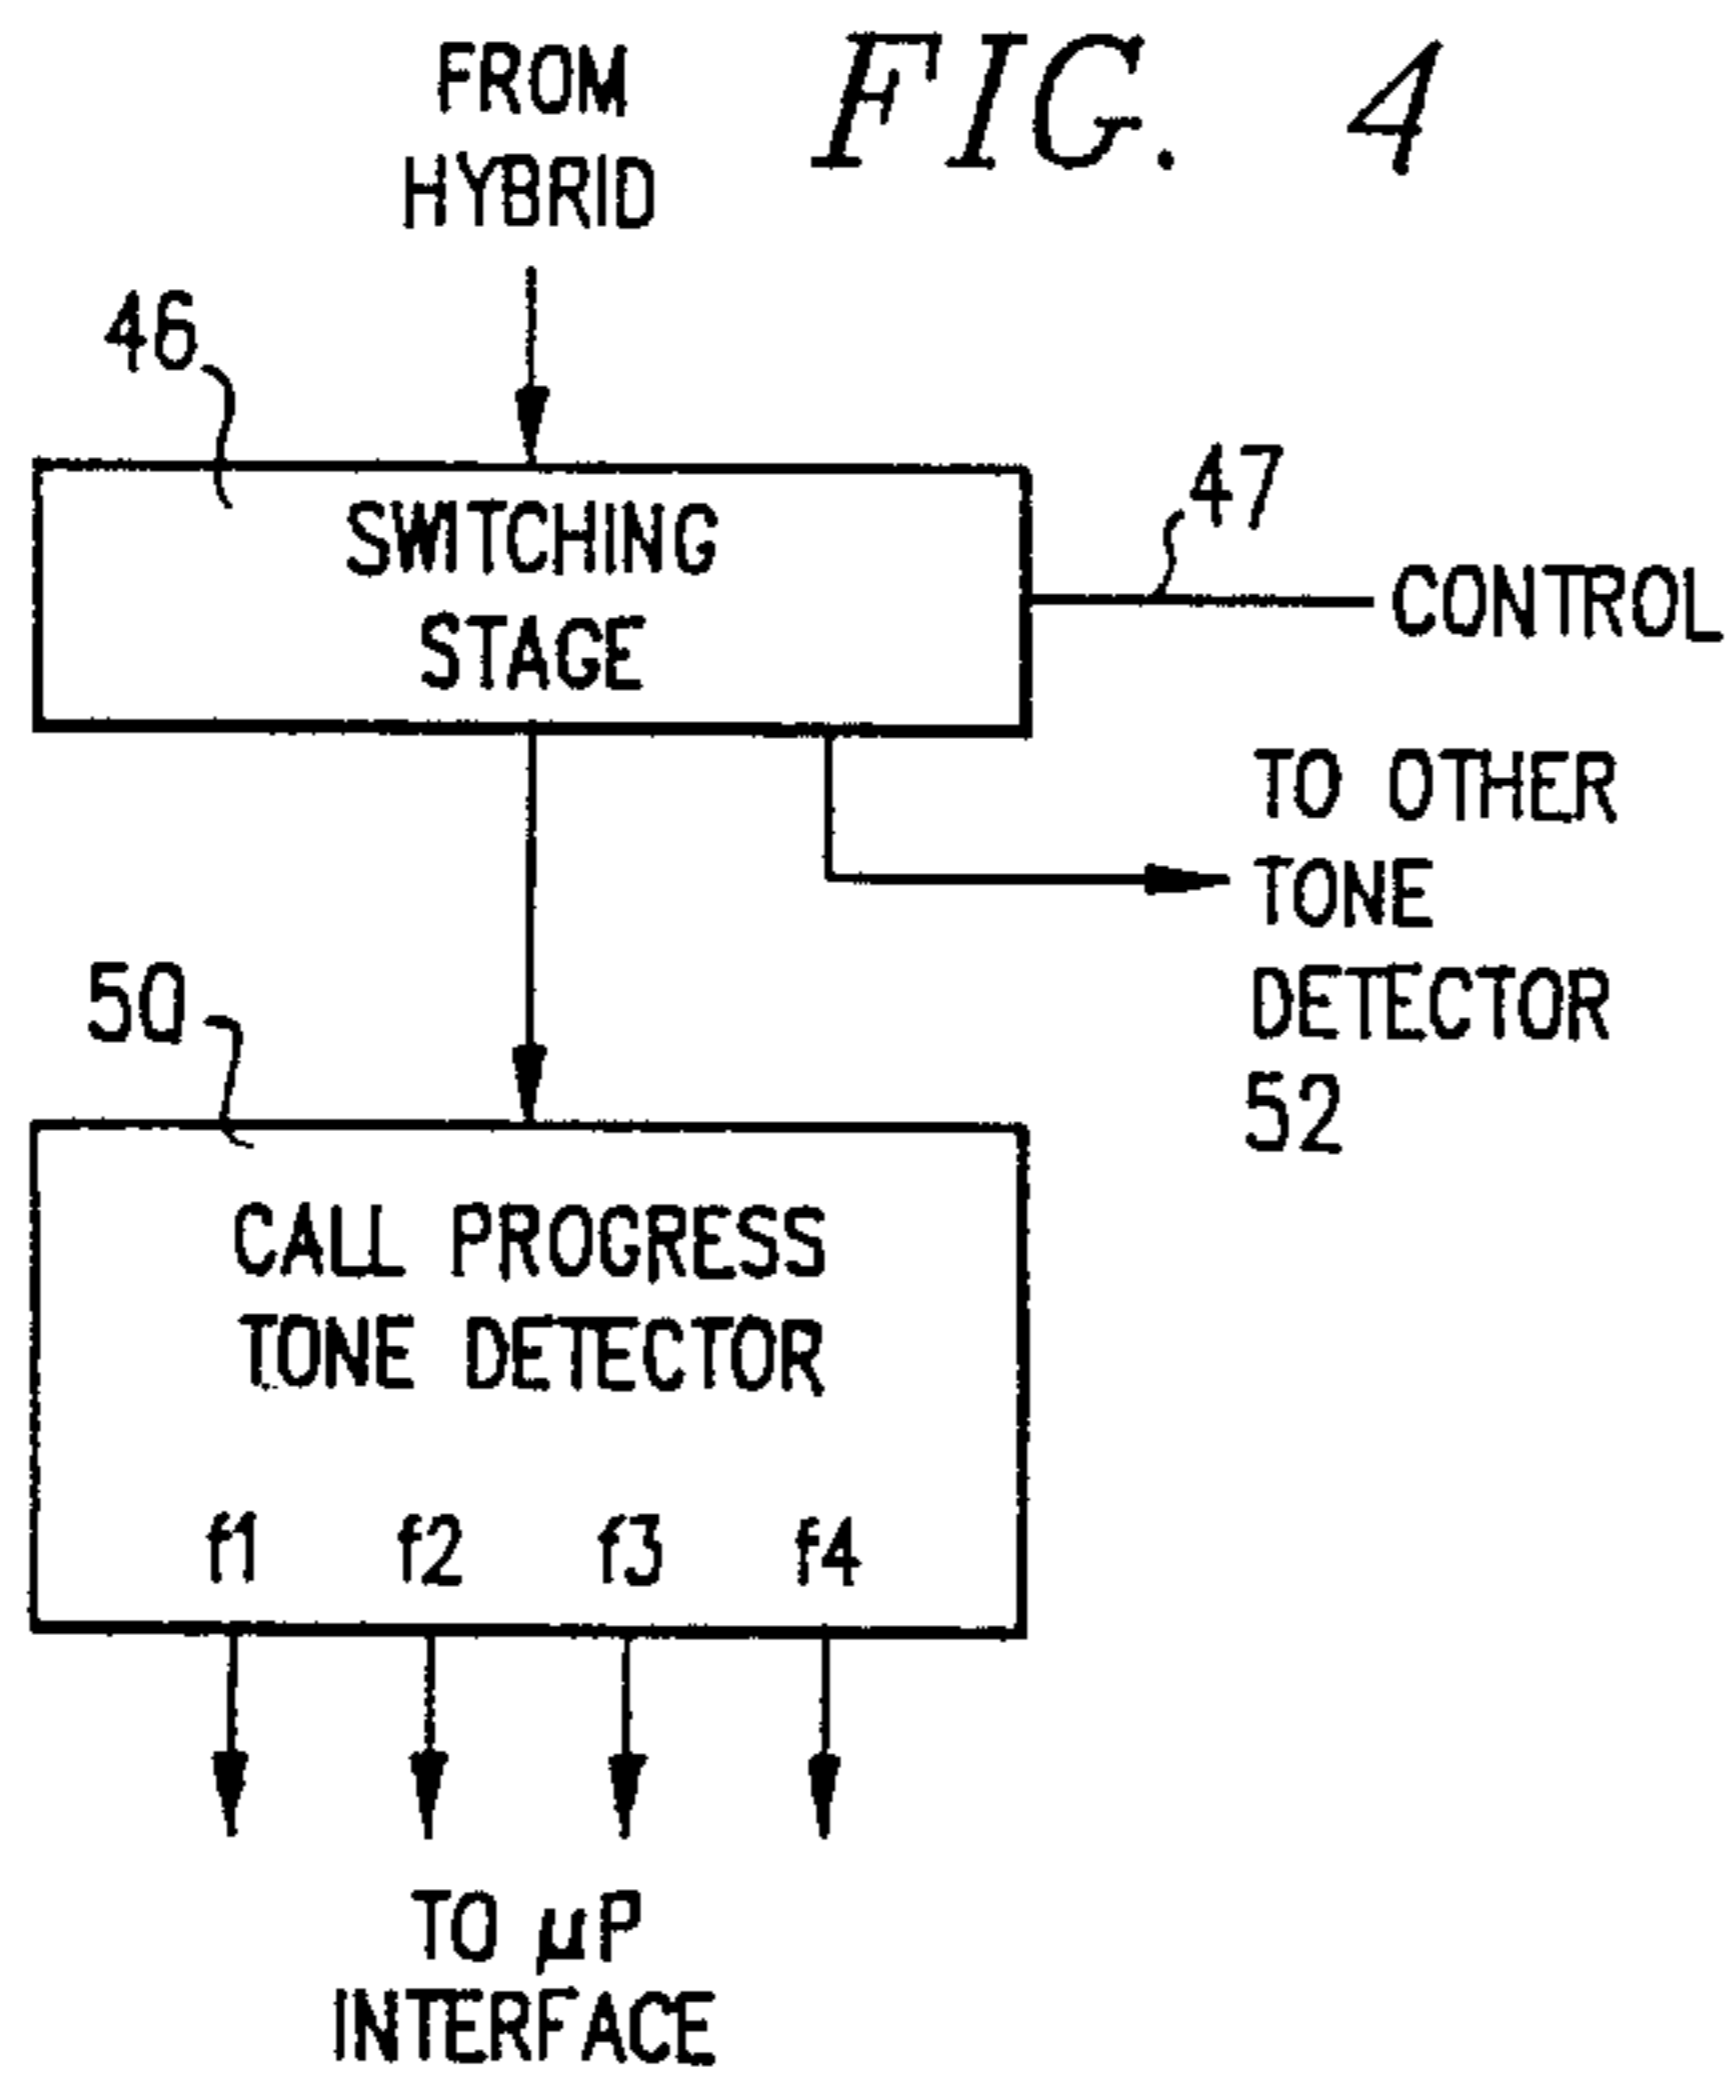 FIG. 4
FROM
HYBRID
46
SWITCHING
STAGE
47
CONTROL
TO OTHER
TONE
DETECTOR
52
50
CALL PROGRESS
TONE DETECTOR
f1 f2 f3 f4
TO µP
INTERFACE